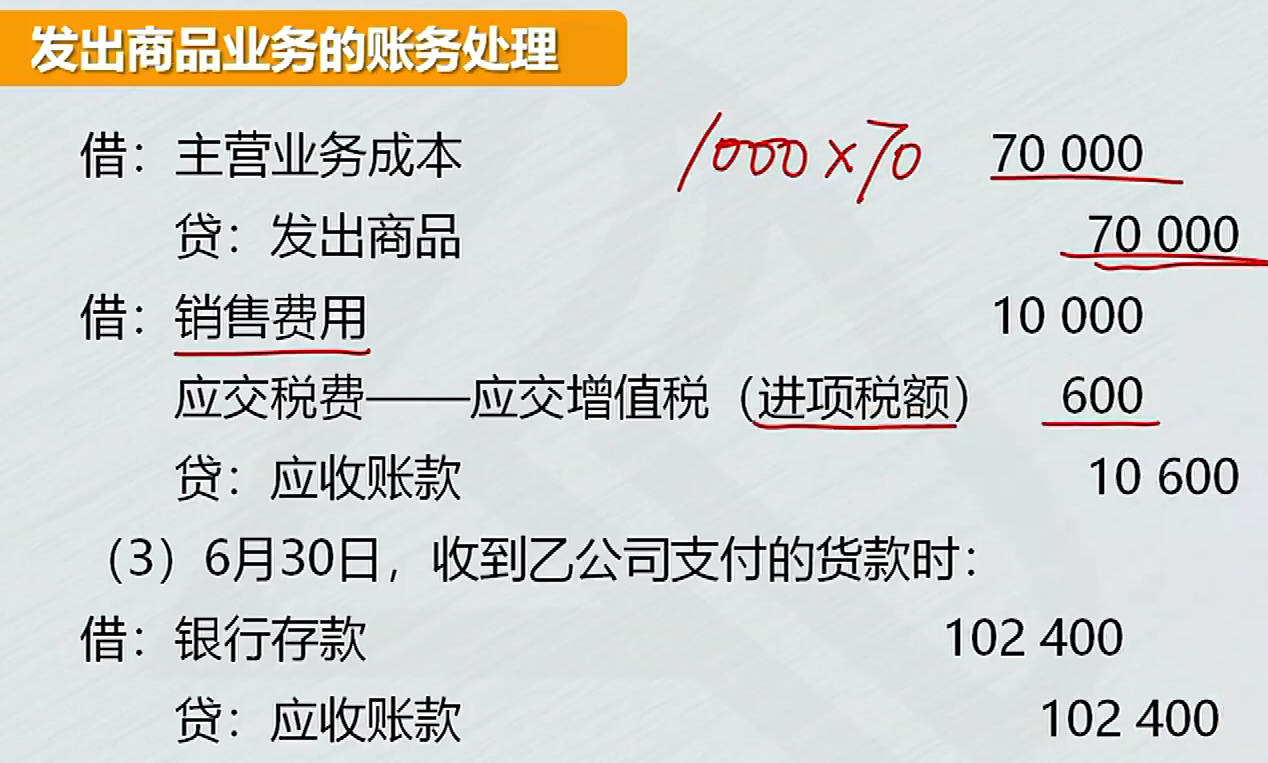 发出商品业务的账务处理
借：主营业务成本 1000×70 70 000
贷：发出商品 70 000
借：销售费用 10 000
应交税费——应交增值税（进项税额） 600
贷：应收账款 10 600
（3）6月30日，收到乙公司支付的货款时：
借：银行存款 102 400
贷：应收账款 102 400